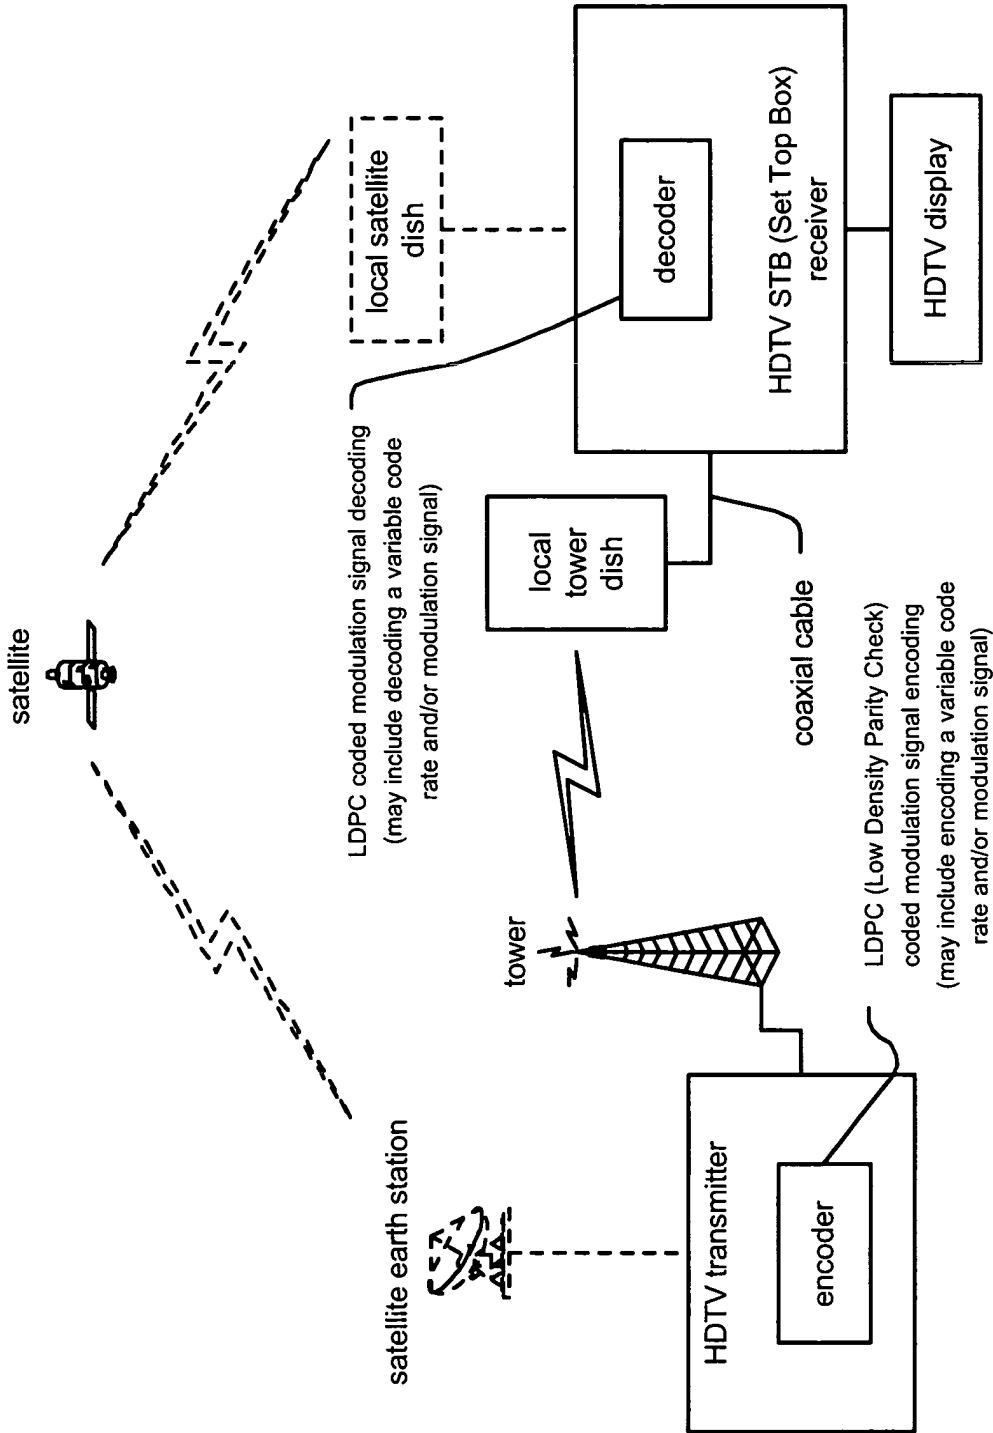 satellite
satellite earth station
local satellite
dish
LDPC coded modulation signal decoding
(may include decoding a variable code
rate and/or modulation signal)
tower
local
tower
dish
HDTV transmitter
encoder
decoder
HDTV STB (Set Top Box)
receiver
coaxial cable
LDPC (Low Density Parity Check)
coded modulation signal encoding
(may include encoding a variable code
rate and/or modulation signal)
HDTV display